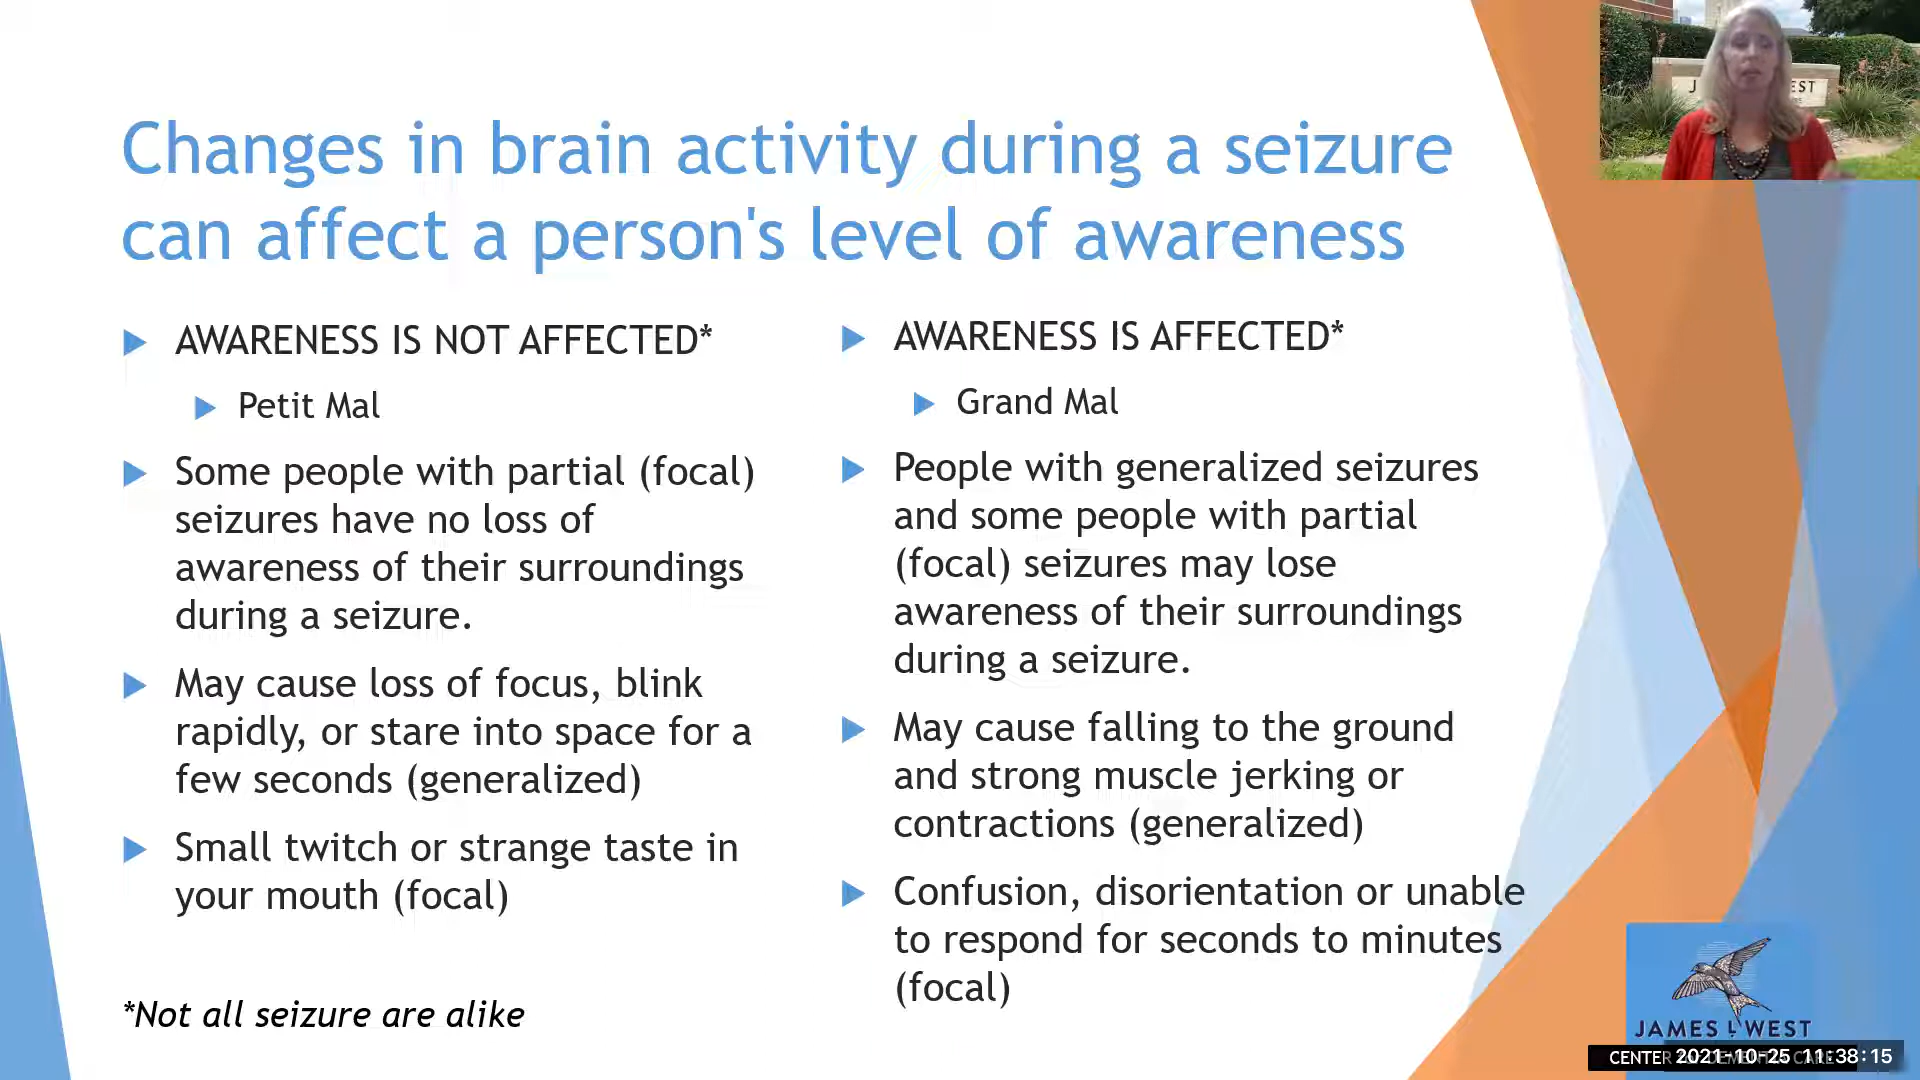 Changes in brain activity during a seizure
can affect a person's level of awareness
AWARENESS IS NOT AFFECTED*
Petit Mal
Some people with partial (focal)
seizures have no loss of
awareness of their surroundings
during a seizure.
May cause loss of focus, blink
rapidly, or stare into space for a
few seconds (generalized)
Small twitch or strange taste in
your mouth (focal)
*Not all seizure are alike
AWARENESS IS AFFECTED*
Grand Mal
People with generalized seizures
and some people with partial
(focal) seizures may lose
awareness of their surroundings
during a seizure.
May cause falling to the ground
and strong muscle jerking or
contractions (generalized)
Confusion, disorientation or unable
to respond for seconds to minutes
(focal)
JAMES L WEST
CENTER
2021-10-25 11:38:15